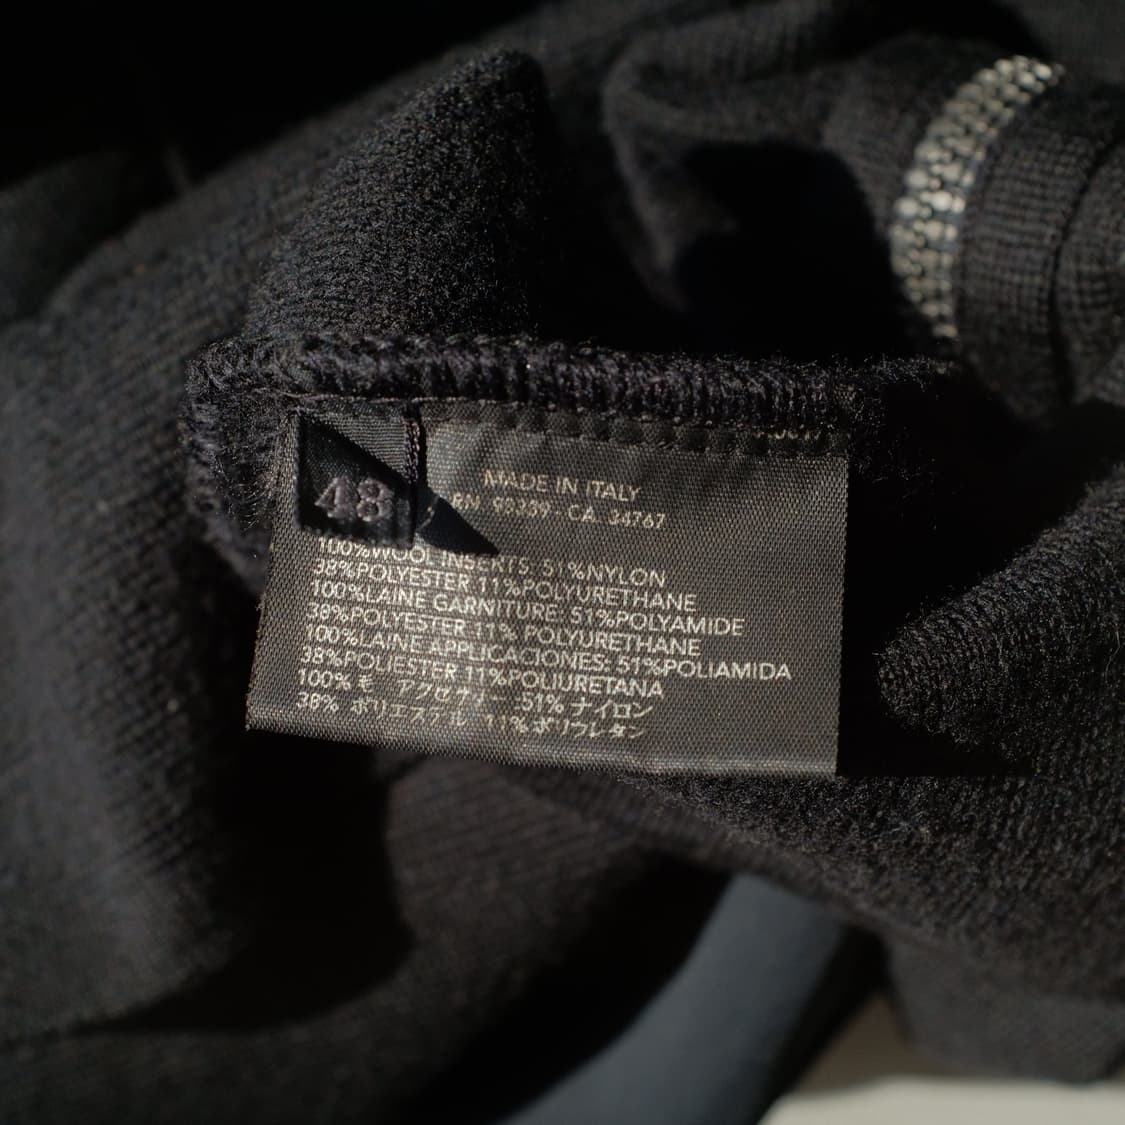 MADE IN ITALY
48
RN 92339 - CA. 34767
100%WOOL INSERTS: 51%NYLON
38%POLYESTER 11%POLYURETHANE
100%LAINE GARNITURE: 51%POLYAMIDE
38%POLYESTER 11% POLYURETHANE
100%LAINE APPLICACIONES: 51%POLIAMIDA
38%POLIESTER 11%POLIURETANA
100% モ アクセサリー 51% ナイロン
38% ポリエステル 11%ポリウレタン